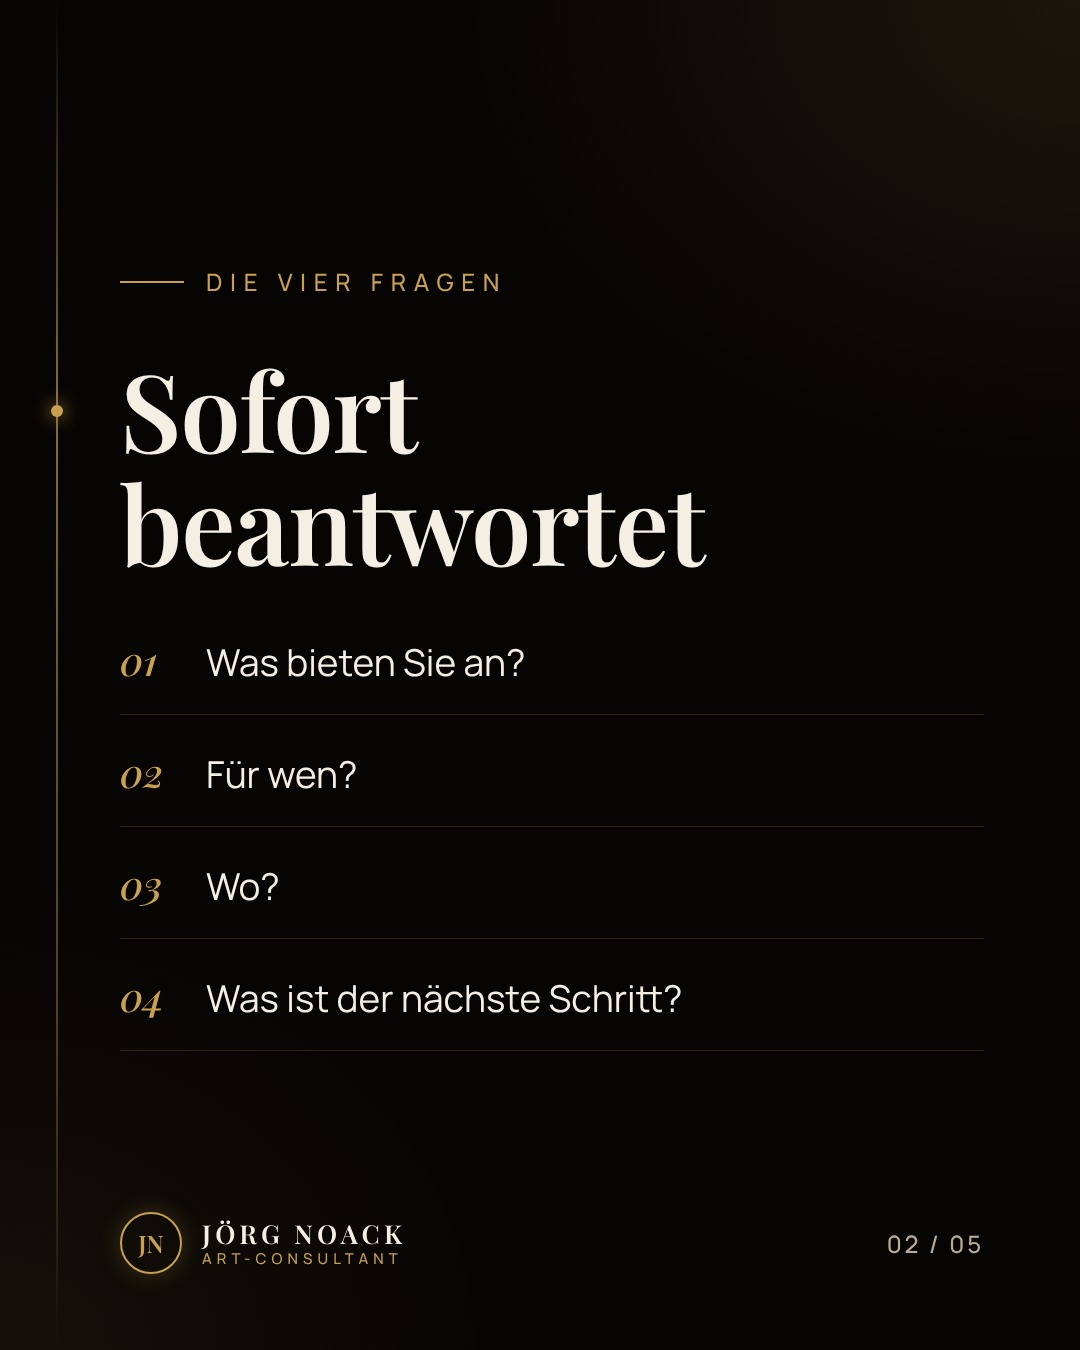 DIE VIER FRAGEN
Sofort
beantwortet
01 Was bieten Sie an?
02 Für wen?
03 Wo?
04 Was ist der nächste Schritt?
JN
JÖRG NOACK
ART-CONSULTANT
02 / 05